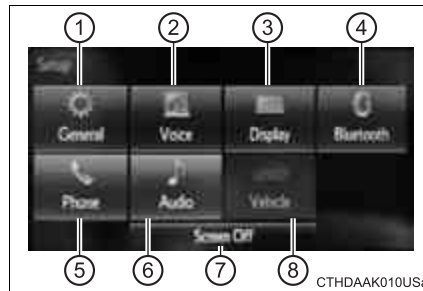 1 2 3 4
Setup
General Voice Display Bluetooth
Phone Audio Vehicle
Screen Off
5 6 7 8
CTHDAAK010USa